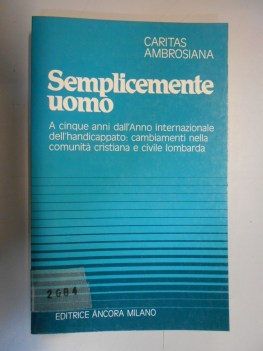 CARITAS
AMBROSIANA
Semplicemente
uomo
A cinque anni dall'Anno internazionale
dell'handicappato: cambiamenti nella
comunità cristiana e civile lombarda
2684
EDITRICE ÀNCORA MILANO